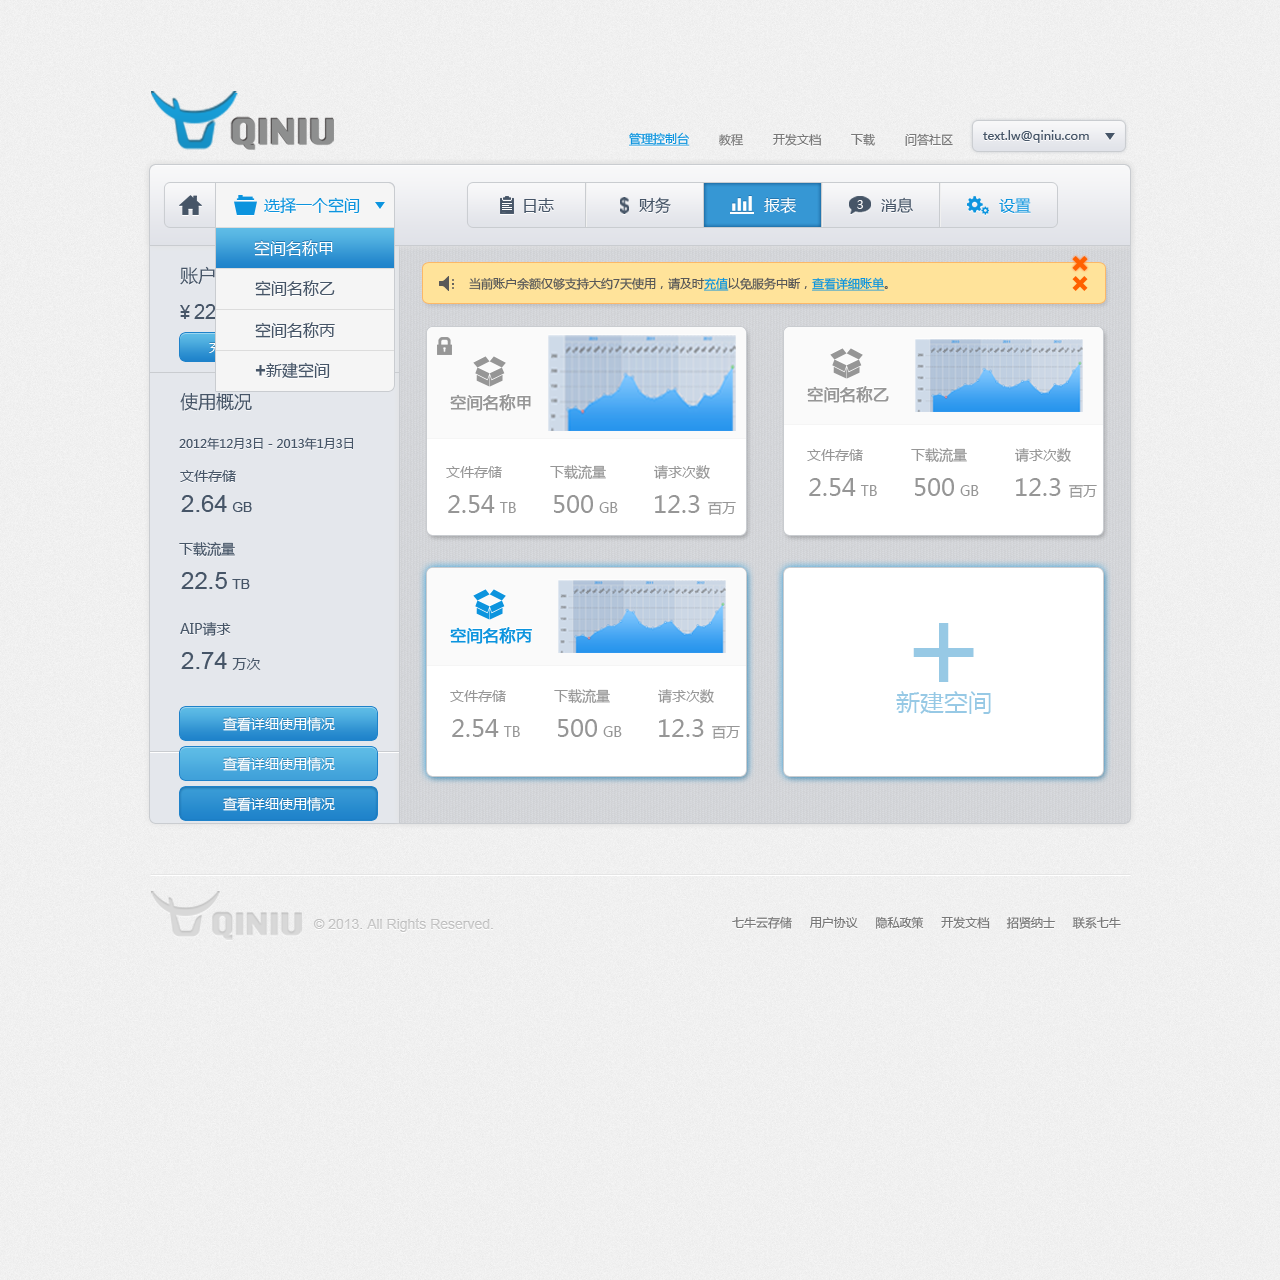 QINIU
管理控制台 教程 开发文档 下载 问答社区 text.lw@qiniu.com
选择一个空间 日志 财务 报表 3 消息 设置
空间名称甲
空间名称乙
空间名称丙
+新建空间
账户
¥ 22
当前账户余额仅够支持大约7天使用，请及时充值以免服务中断，查看详细账单。
使用概况
2012年12月3日 - 2013年1月3日
文件存储
2.64 GB
下载流量
22.5 TB
AIP请求
2.74 万次
查看详细使用情况
查看详细使用情况
查看详细使用情况
空间名称甲
文件存储 下载流量 请求次数
2.54 TB 500 GB 12.3 百万
空间名称乙
文件存储 下载流量 请求次数
2.54 TB 500 GB 12.3 百万
空间名称丙
文件存储 下载流量 请求次数
2.54 TB 500 GB 12.3 百万
新建空间
QINIU © 2013. All Rights Reserved.
七牛云存储 用户协议 隐私政策 开发文档 招贤纳士 联系七牛